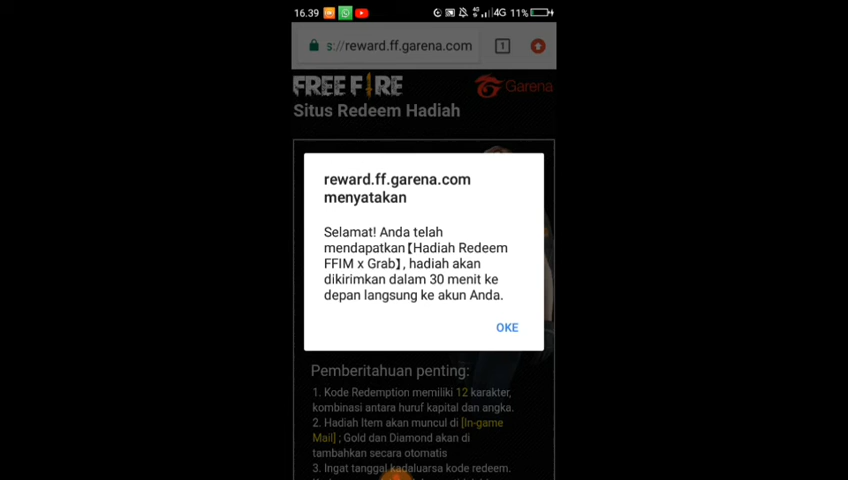 16.39
4G
4G 11%
s://reward.ff.garena.com
1
FREE FIRE
Garena
Situs Redeem Hadiah
reward.ff.garena.com
menyatakan
Selamat! Anda telah
mendapatkan【Hadiah Redeem
FFIM x Grab】, hadiah akan
dikirimkan dalam 30 menit ke
depan langsung ke akun Anda.
OKE
Pemberitahuan penting:
1. Kode Redemption memiliki 12 karakter,
kombinasi antara huruf kapital dan angka.
2. Hadiah Item akan muncul di [In-game
Mail] ; Gold dan Diamond akan di
tambahkan secara otomatis
3. Ingat tanggal kadaluarsa kode redeem.